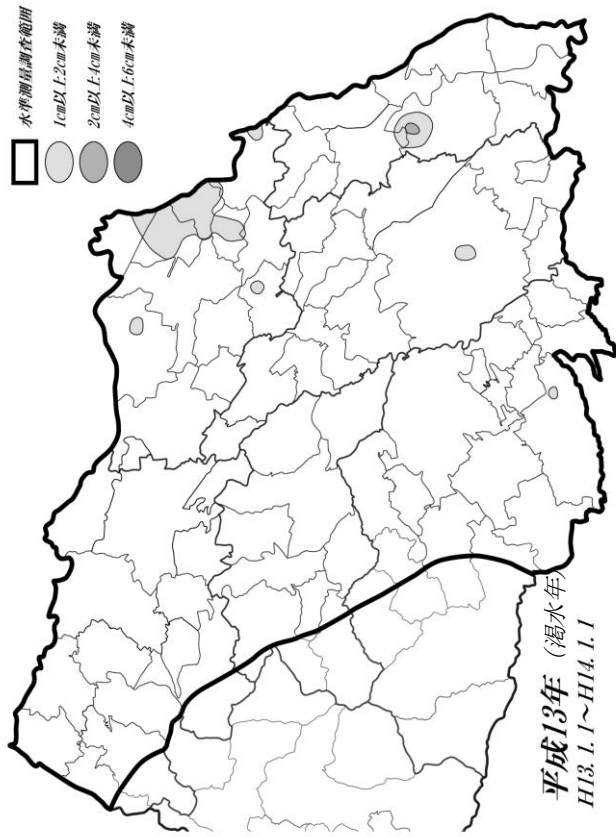 水準測量調査範囲
1cm以上2cm未満
2cm以上4cm未満
4cm以上6cm未満
平成13年 (渇水年)
H13.1.1～H14.1.1